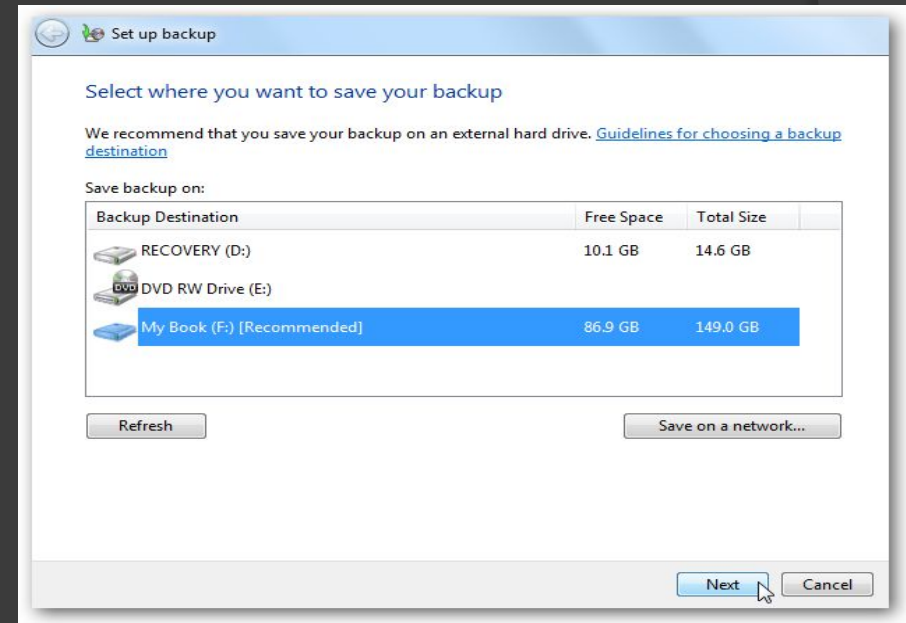 Set up backup
Select where you want to save your backup
We recommend that you save your backup on an external hard drive. Guidelines for choosing a backup
destination
Save backup on:
Backup Destination Free Space Total Size
RECOVERY (D:) 10.1 GB 14.6 GB
DVD DVD RW Drive (E:)
My Book (F:) [Recommended] 86.9 GB 149.0 GB
Refresh Save on a network...
Next Cancel